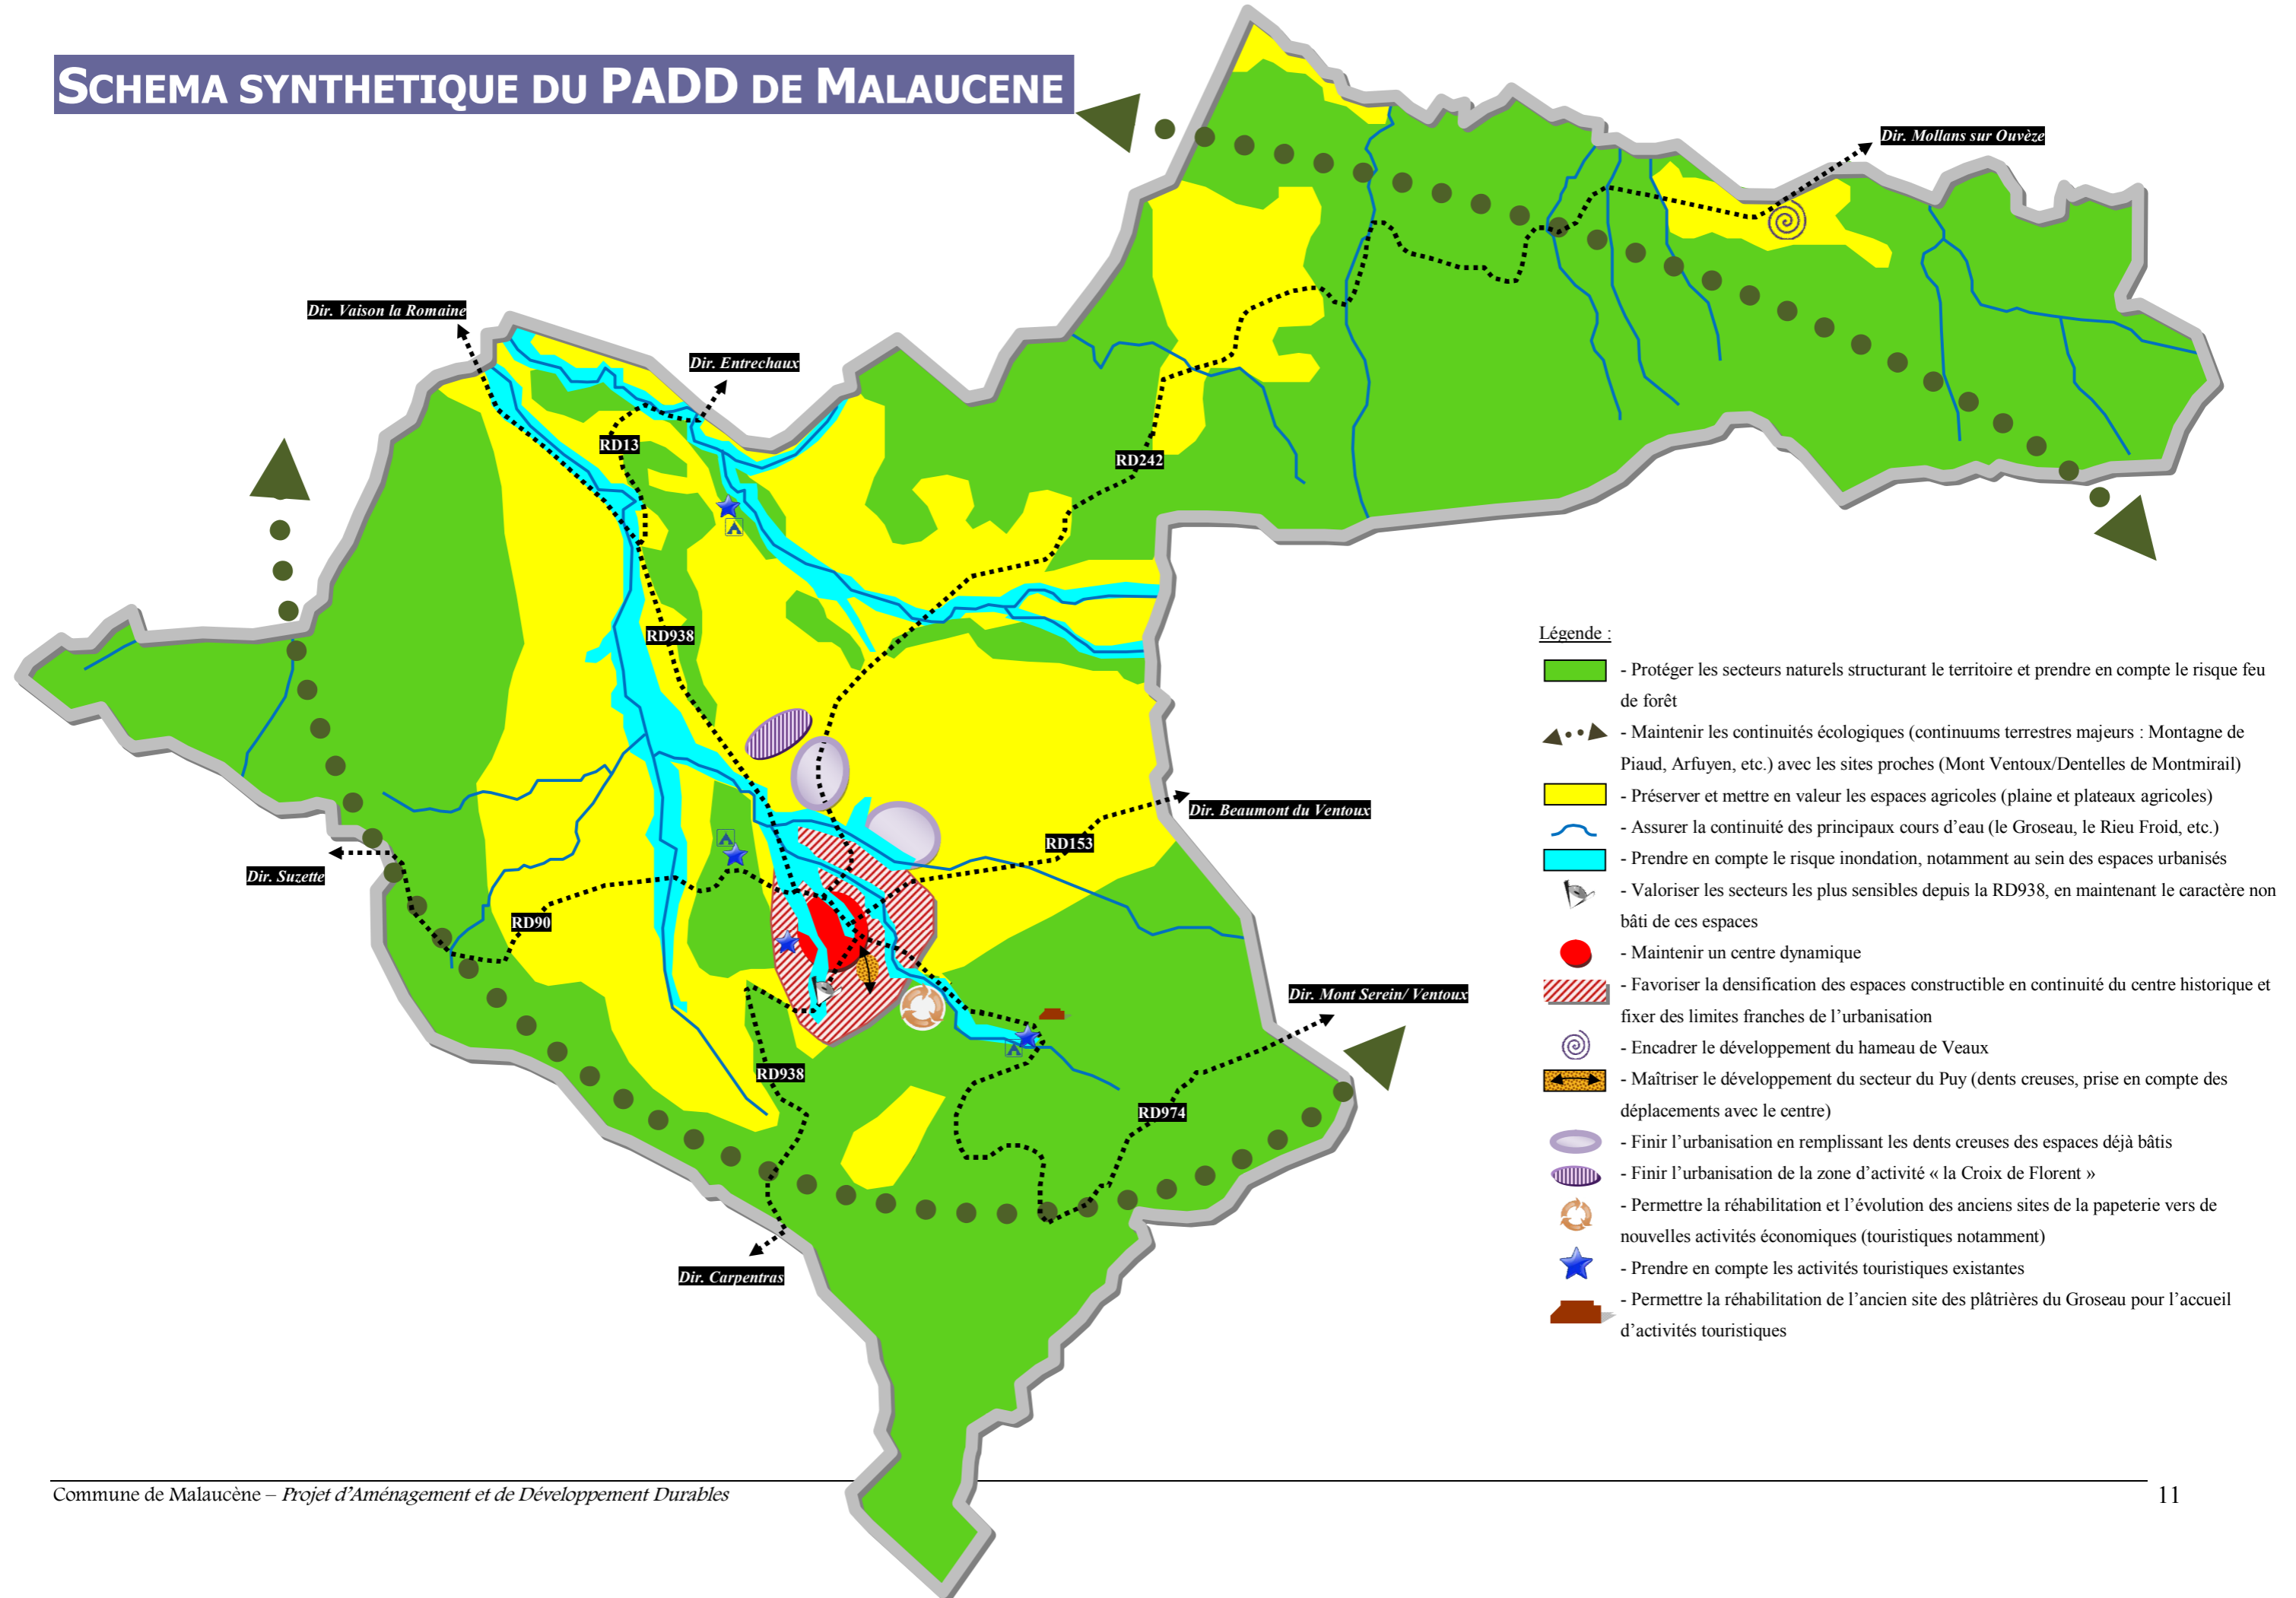 SCHEMA SYNTHETIQUE DU PADD DE MALAUCENE
Dir. Mollans sur Ouvèze
Dir. Vaison la Romaine
Dir. Entrechaux
RD13
RD242
RD938
Dir. Beaumont du Ventoux
RD153
Dir. Suzette
RD90
Dir. Mont Serein/ Ventoux
RD938
RD974
Dir. Carpentras
Légende :
- Protéger les secteurs naturels structurant le territoire et prendre en compte le risque feu
de forêt
- Maintenir les continuités écologiques (continuums terrestres majeurs : Montagne de
Piaud, Arfuyen, etc.) avec les sites proches (Mont Ventoux/Dentelles de Montmirail)
- Préserver et mettre en valeur les espaces agricoles (plaine et plateaux agricoles)
- Assurer la continuité des principaux cours d’eau (le Groseau, le Rieu Froid, etc.)
- Prendre en compte le risque inondation, notamment au sein des espaces urbanisés
- Valoriser les secteurs les plus sensibles depuis la RD938, en maintenant le caractère non
bâti de ces espaces
- Maintenir un centre dynamique
- Favoriser la densification des espaces constructible en continuité du centre historique et
fixer des limites franches de l’urbanisation
- Encadrer le développement du hameau de Veaux
- Maîtriser le développement du secteur du Puy (dents creuses, prise en compte des
déplacements avec le centre)
- Finir l’urbanisation en remplissant les dents creuses des espaces déjà bâtis
- Finir l’urbanisation de la zone d’activité « la Croix de Florent »
- Permettre la réhabilitation et l’évolution des anciens sites de la papeterie vers de
nouvelles activités économiques (touristiques notamment)
- Prendre en compte les activités touristiques existantes
- Permettre la réhabilitation de l’ancien site des plâtrières du Groseau pour l’accueil
d’activités touristiques
Commune de Malaucène – Projet d’Aménagement et de Développement Durables
11